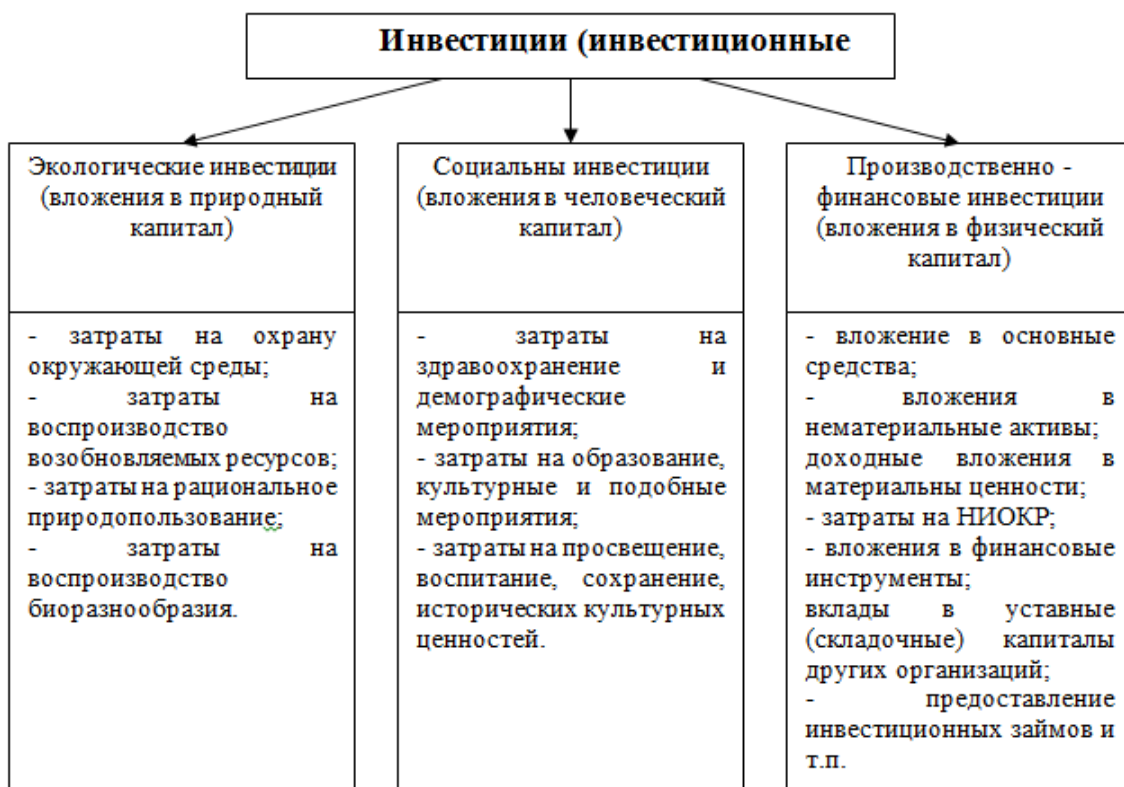 Инвестиции (инвестиционные
Экологические инвестиции
(вложения в природный
капитал)
- затраты на охрану
окружающей среды;
- затраты на
воспроизводство
возобновляемых ресурсов;
- затраты на рациональное
природопользование;
- затраты на
воспроизводство
биоразнообразия.
Социальны инвестиции
(вложения в человеческий
капитал)
- затраты на
здравоохранение и
демографические
мероприятия;
- затраты на образование,
культурные и подобные
мероприятия;
- затраты на просвещение,
воспитание, сохранение,
исторических культурных
ценностей.
Производственно -
финансовые инвестиции
(вложения в физический
капитал)
- вложение в основные
средства;
- вложения в
нематериальные активы;
доходные вложения в
материальны ценности;
- затраты на НИОКР;
- вложения в финансовые
инструменты;
вклады в уставные
(складочные) капиталы
других организаций;
- предоставление
инвестиционных займов и
т.п.